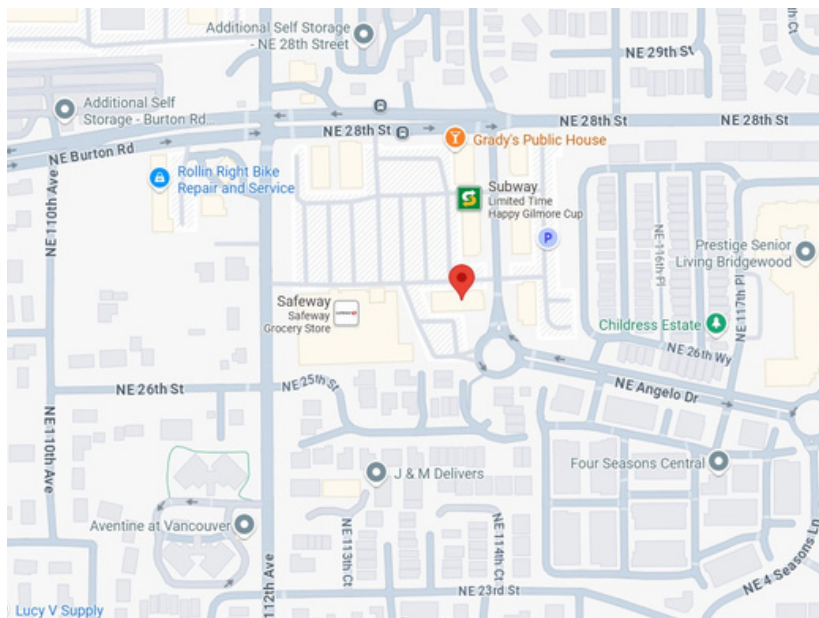 Additional Self Storage
- NE 28th Street
NE 29th St
117th Ct
Additional Self
Storage - Burton Rd...
NE 28th St
NE 28th St
NE 28th St
Grady's Public House
NE Burton Rd
Rollin Right Bike
Repair and Service
NE 110th Ave
Subway
Limited Time
Happy Gilmore Cup
P
NE 116th Pl
Prestige Senior
Living Bridgewood
NE 117th Pl
Safeway
Safeway
Grocery Store
Childress Estate
NE 26th Wy
NE 26th St
NE 25th St
NE Angelo Dr
NE 110th Ave
J & M Delivers
Four Seasons Central
Aventine at Vancouver
NE 113th Ct
NE 114th Ct
112th Ave
NE 23rd St
NE 4 Seasons Ln
Lucy V Supply